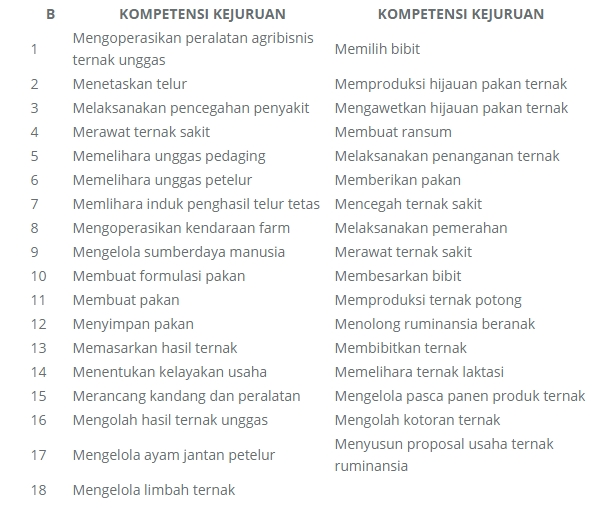 B KOMPETENSI KEJURUAN KOMPETENSI KEJURUAN
1 Mengoperasikan peralatan agribisnis ternak unggas Memilih bibit
2 Menetaskan telur Memproduksi hijauan pakan ternak
3 Melaksanakan pencegahan penyakit Mengawetkan hijauan pakan ternak
4 Merawat ternak sakit Membuat ransum
5 Memelihara unggas pedaging Melaksanakan penanganan ternak
6 Memelihara unggas petelur Memberikan pakan
7 Memlihara induk penghasil telur tetas Mencegah ternak sakit
8 Mengoperasikan kendaraan farm Melaksanakan pemerahan
9 Mengelola sumberdaya manusia Merawat ternak sakit
10 Membuat formulasi pakan Membesarkan bibit
11 Membuat pakan Memproduksi ternak potong
12 Menyimpan pakan Menolong ruminansia beranak
13 Memasarkan hasil ternak Membibitkan ternak
14 Menentukan kelayakan usaha Memelihara ternak laktasi
15 Merancang kandang dan peralatan Mengelola pasca panen produk ternak
16 Mengolah hasil ternak unggas Mengolah kotoran ternak
17 Mengelola ayam jantan petelur Menyusun proposal usaha ternak ruminansia
18 Mengelola limbah ternak